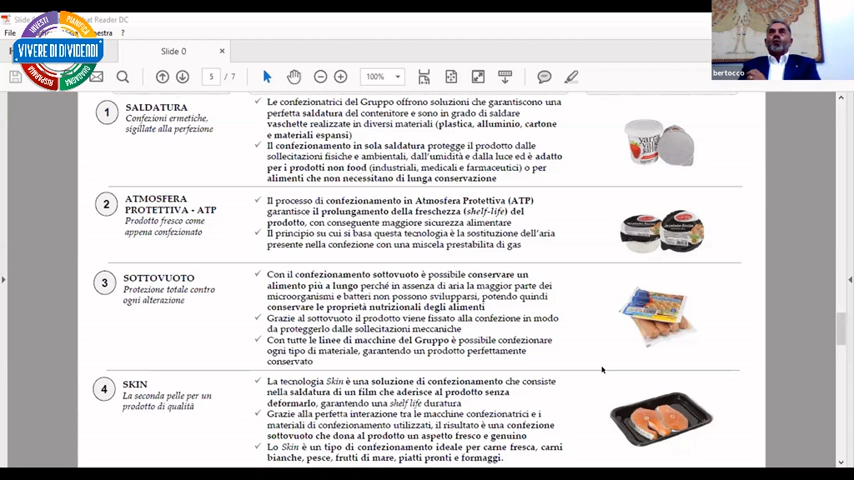 Slide 0
at Reader DC
File
nestra
?
INVESTI
PIANIFICA
VIVERE DI DIVIDENDI
RISPARMIA
GUADAGNA
Slide 0
x
5 / 7
100%
bertocco
1
SALDATURA
Confezioni ermetiche,
sigillate alla perfezione
Le confezionatrici del Gruppo offrono soluzioni che garantiscono una
perfetta saldatura del contenitore e sono in grado di saldare
vaschette realizzate in diversi materiali (plastica, alluminio, cartone
e materiali espansi)
Il confezionamento in sola saldatura protegge il prodotto dalle
sollecitazioni fisiche e ambientali, dall'umidità e dalla luce ed è adatto
per i prodotti non food (industriali, medicali e farmaceutici) o per
alimenti che non necessitano di lunga conservazione
2
ATMOSFERA
PROTETTIVA - ATP
Prodotto fresco come
appena confezionato
Il processo di confezionamento in Atmosfera Protettiva (ATP)
garantisce il prolungamento della freschezza (shelf-life) del
prodotto, con conseguente maggiore sicurezza alimentare
Il principio su cui si basa questa tecnologia è la sostituzione dell'aria
presente nella confezione con una miscela prestabilita di gas
3
SOTTOVUOTO
Protezione totale contro
ogni alterazione
Con il confezionamento sottovuoto è possibile conservare un
alimento più a lungo perché in assenza di aria la maggior parte dei
microorganismi e batteri non possono svilupparsi, potendo quindi
conservare le proprietà nutrizionali degli alimenti
Grazie al sottovuoto il prodotto viene fissato alla confezione in modo
da proteggerlo dalle sollecitazioni meccaniche
Con tutte le linee di macchine del Gruppo è possibile confezionare
ogni tipo di materiale, garantendo un prodotto perfettamente
conservato
4
SKIN
La seconda pelle per un
prodotto di qualità
La tecnologia Skin è una soluzione di confezionamento che consiste
nella saldatura di un film che aderisce al prodotto senza
deformarlo, garantendo una shelf life duratura
Grazie alla perfetta interazione tra le macchine confezionatrici e i
materiali di confezionamento utilizzati, il risultato è una confezione
sottovuoto che dona al prodotto un aspetto fresco e genuino
Lo Skin è un tipo di confezionamento ideale per carne fresca, carni
bianche, pesce, frutti di mare, piatti pronti e formaggi.